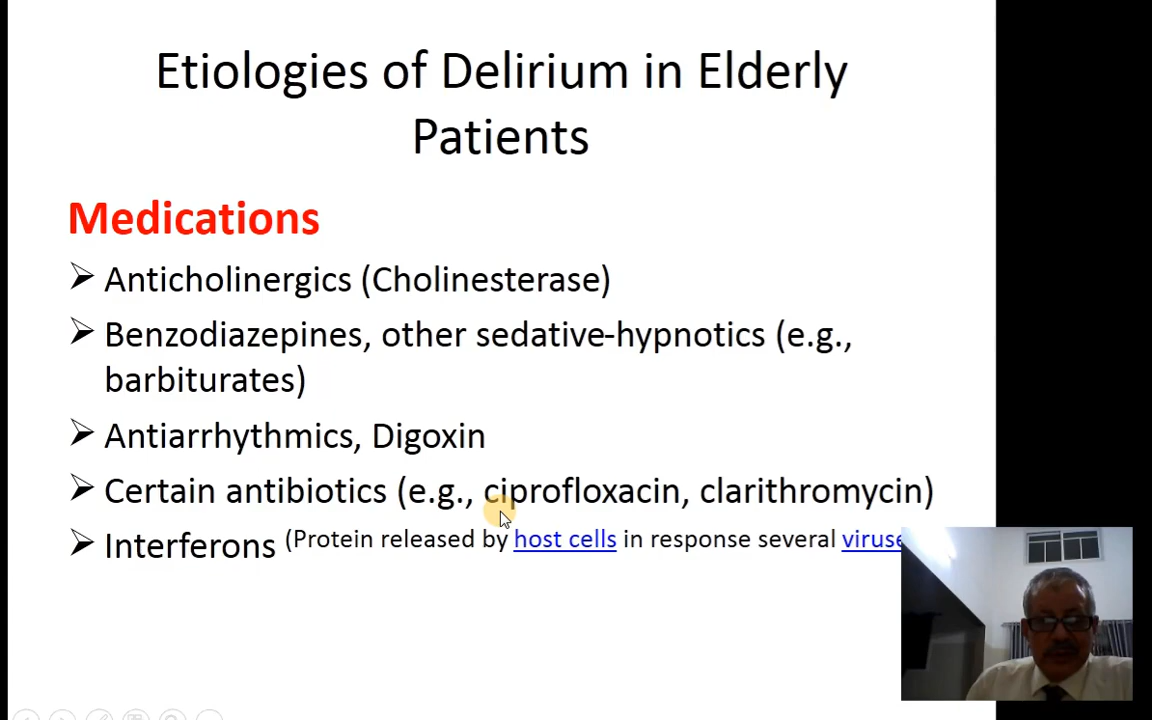 Etiologies of Delirium in Elderly
Patients
Medications
➢ Anticholinergics (Cholinesterase)
➢ Benzodiazepines, other sedative-hypnotics (e.g.,
barbiturates)
➢ Antiarrhythmics, Digoxin
➢ Certain antibiotics (e.g., ciprofloxacin, clarithromycin)
➢ Interferons (Protein released by host cells in response several